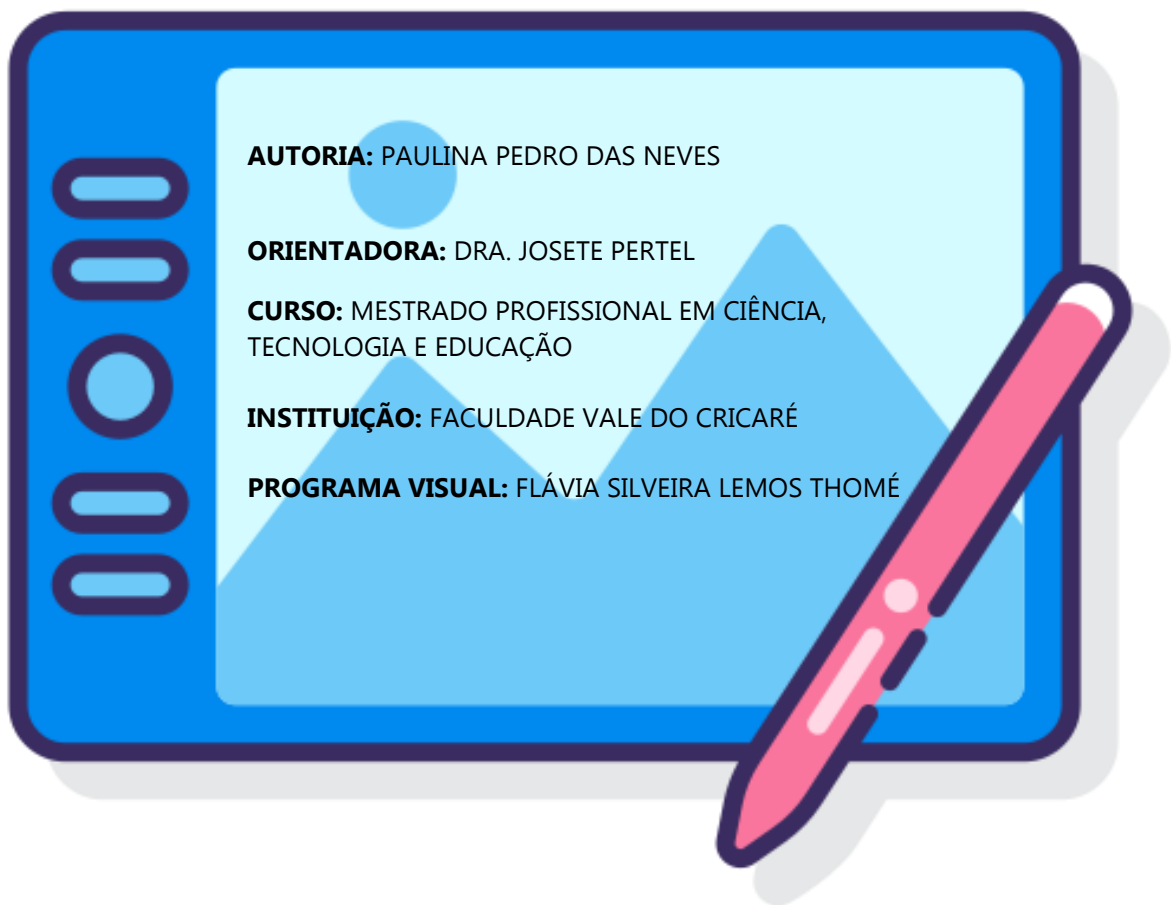 AUTORIA: PAULINA PEDRO DAS NEVES
ORIENTADORA: DRA. JOSETE PERTEL
CURSO: MESTRADO PROFISSIONAL EM CIÊNCIA,
TECNOLOGIA E EDUCAÇÃO
INSTITUIÇÃO: FACULDADE VALE DO CRICARÉ
PROGRAMA VISUAL: FLÁVIA SILVEIRA LEMOS THOMÉ